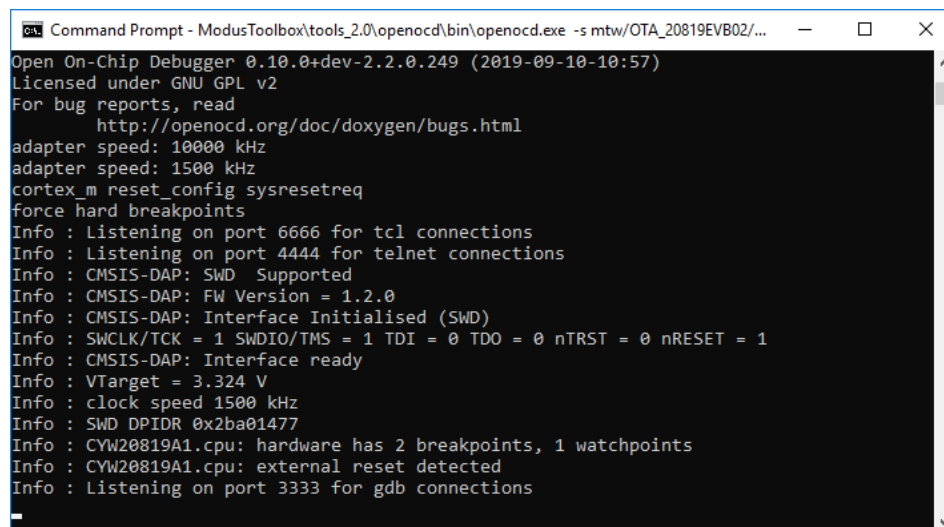 Command Prompt - ModusToolbox\tools_2.0\openocd\bin\openocd.exe -s mtw/OTA_20819EVB02/...
Open On-Chip Debugger 0.10.0+dev-2.2.0.249 (2019-09-10-10:57)
Licensed under GNU GPL v2
For bug reports, read
        http://openocd.org/doc/doxygen/bugs.html
adapter speed: 10000 kHz
adapter speed: 1500 kHz
cortex_m reset_config sysresetreq
force hard breakpoints
Info : Listening on port 6666 for tcl connections
Info : Listening on port 4444 for telnet connections
Info : CMSIS-DAP: SWD  Supported
Info : CMSIS-DAP: FW Version = 1.2.0
Info : CMSIS-DAP: Interface Initialised (SWD)
Info : SWCLK/TCK = 1 SWDIO/TMS = 1 TDI = 0 TDO = 0 nTRST = 0 nRESET = 1
Info : CMSIS-DAP: Interface ready
Info : VTarget = 3.324 V
Info : clock speed 1500 kHz
Info : SWD DPIDR 0x2ba01477
Info : CYW20819A1.cpu: hardware has 2 breakpoints, 1 watchpoints
Info : CYW20819A1.cpu: external reset detected
Info : Listening on port 3333 for gdb connections